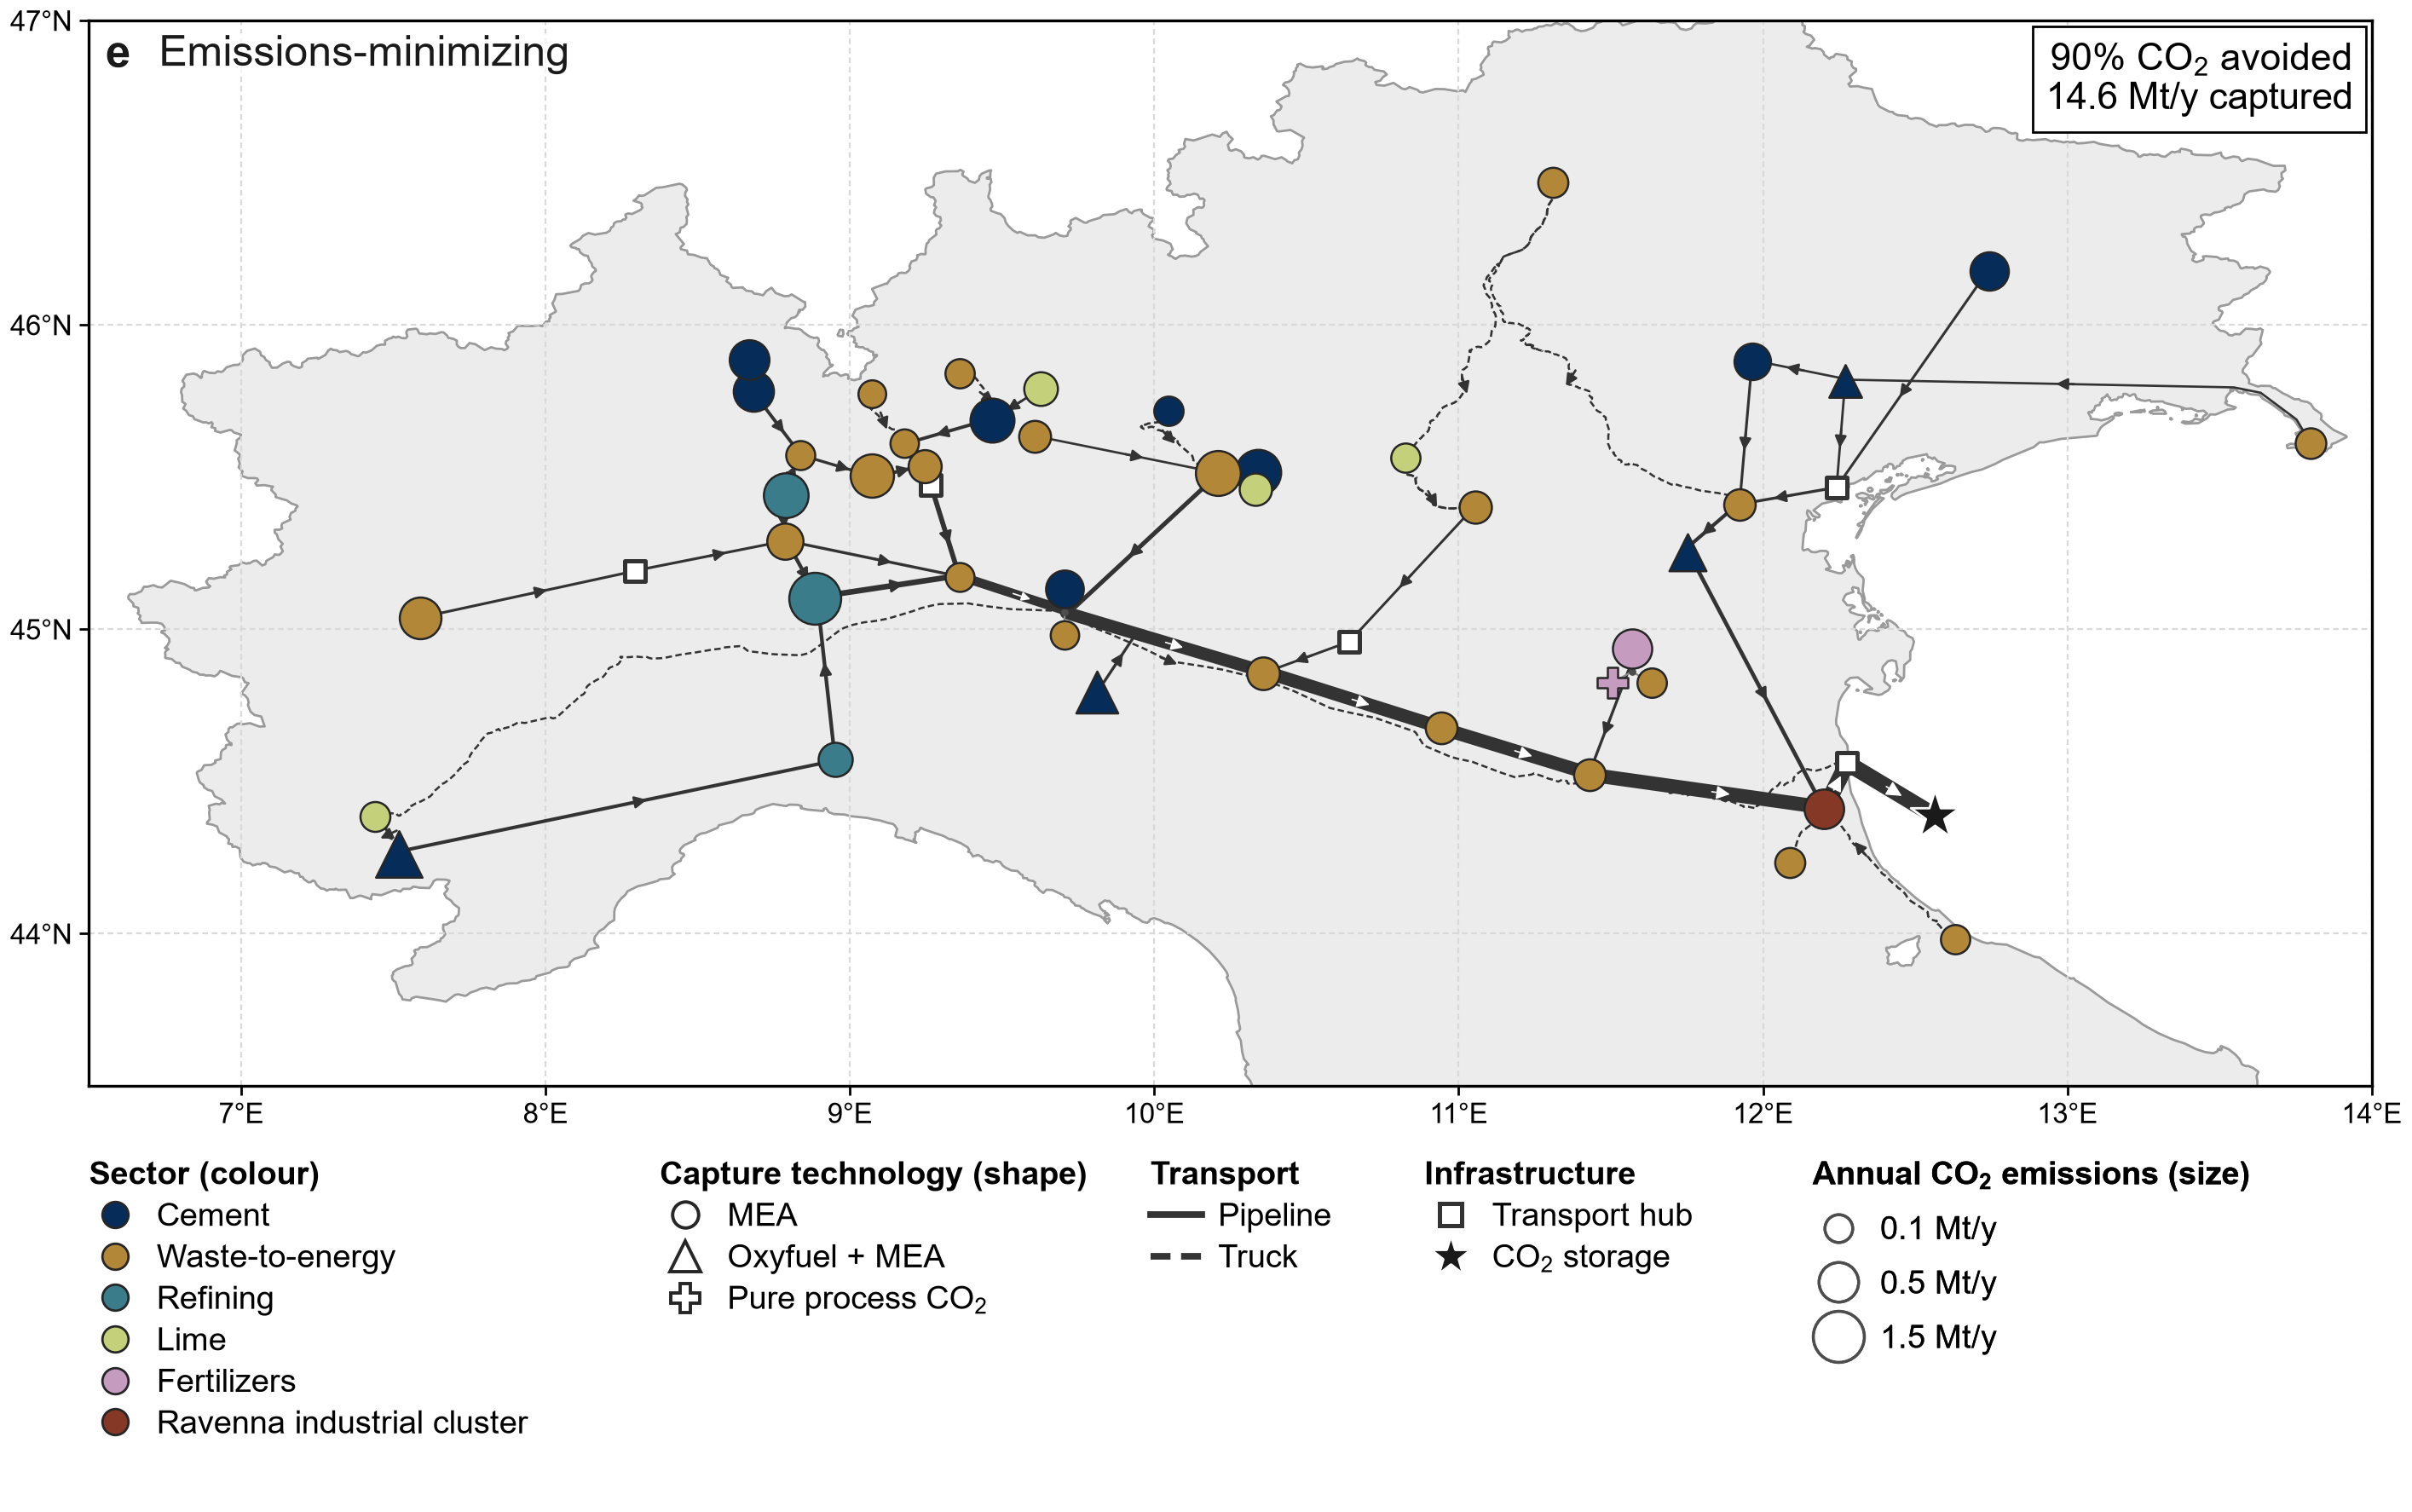 e Emissions-minimizing
90% CO₂ avoided
14.6 Mt/y captured
47°N
46°N
45°N
44°N
7°E 8°E 9°E 10°E 11°E 12°E 13°E 14°E
Sector (colour)
Cement
Waste-to-energy
Refining
Lime
Fertilizers
Ravenna industrial cluster
Capture technology (shape)
MEA
Oxyfuel + MEA
Pure process CO₂
Transport
Pipeline
Truck
Infrastructure
Transport hub
CO₂ storage
Annual CO₂ emissions (size)
0.1 Mt/y
0.5 Mt/y
1.5 Mt/y